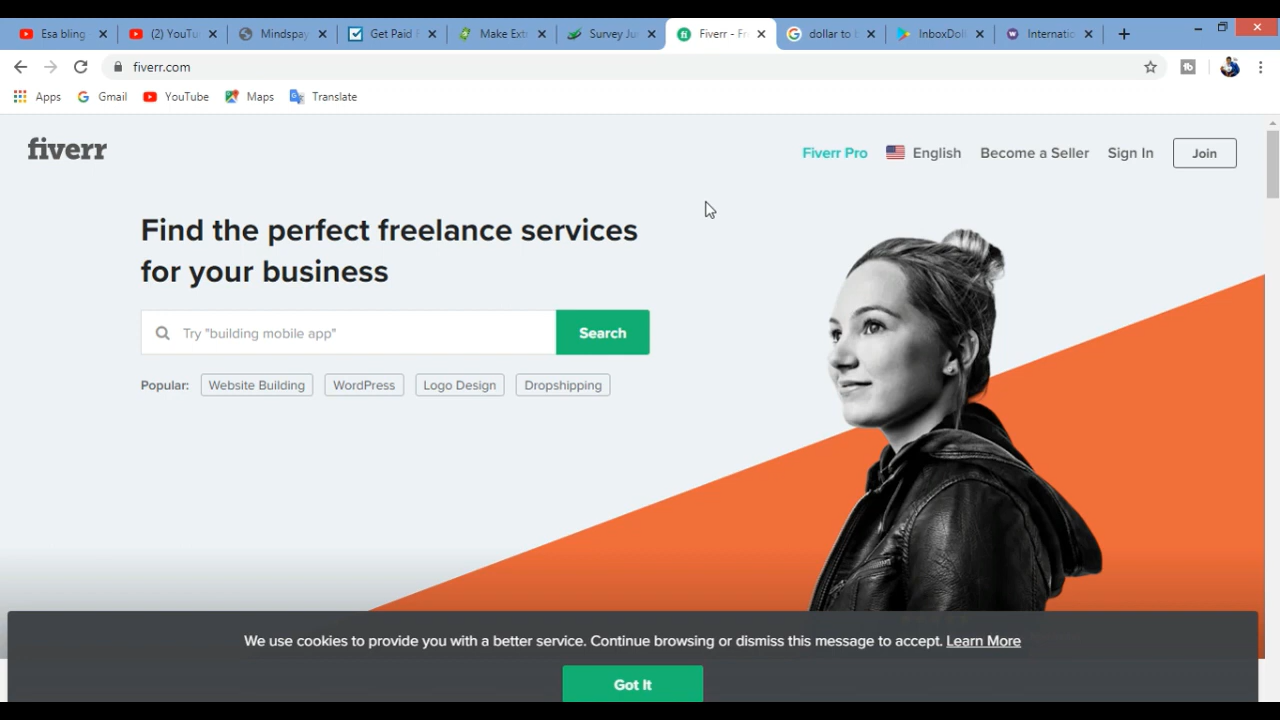 Esa bling
(2) YouTu
Mindspay
Get Paid
Make Ext
Survey Ju
Fiverr - Fr
dollar to b
InboxDoll
Internatio
fiverr.com
Apps
Gmail
YouTube
Maps
Translate
fiverr
Fiverr Pro
English
Become a Seller
Sign In
Join
Find the perfect freelance services
for your business
Try "building mobile app"
Search
Popular:
Website Building
WordPress
Logo Design
Dropshipping
We use cookies to provide you with a better service. Continue browsing or dismiss this message to accept. Learn More
Got It